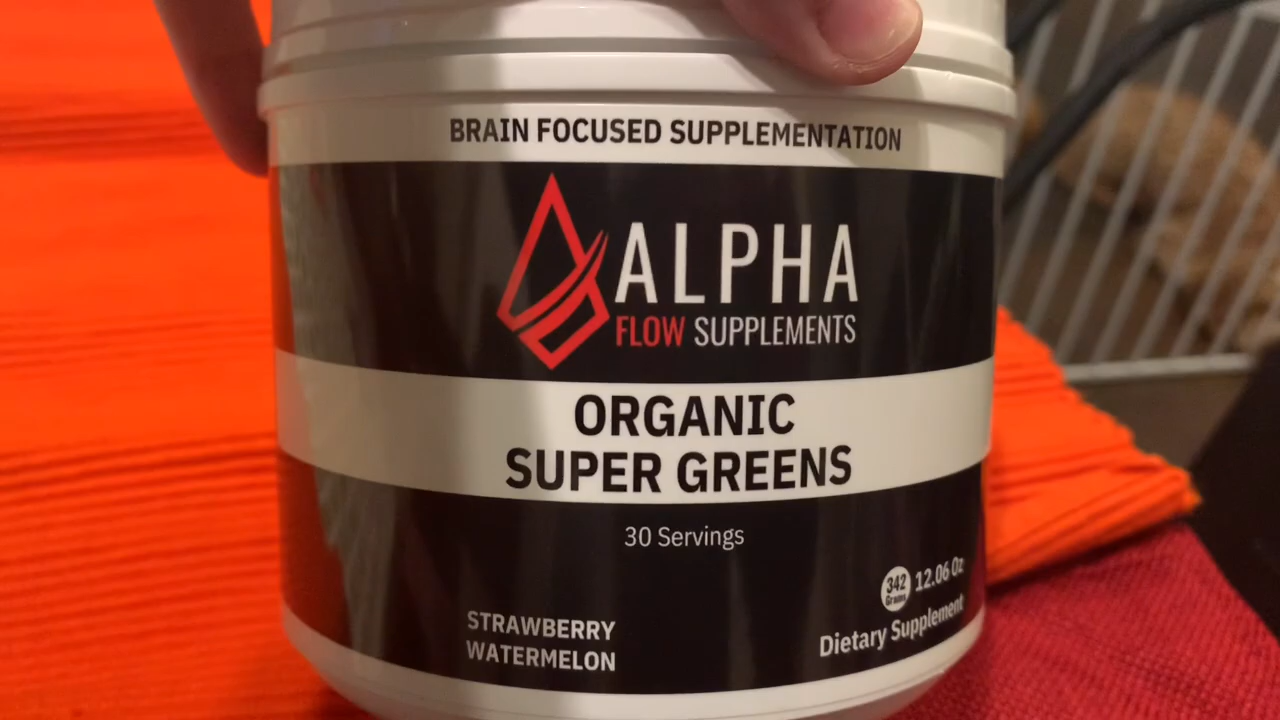 BRAIN FOCUSED SUPPLEMENTATION
ALPHA
FLOW SUPPLEMENTS
ORGANIC
SUPER GREENS
30 Servings
342
Grams
12.06 Oz
Dietary Supplement
STRAWBERRY
WATERMELON